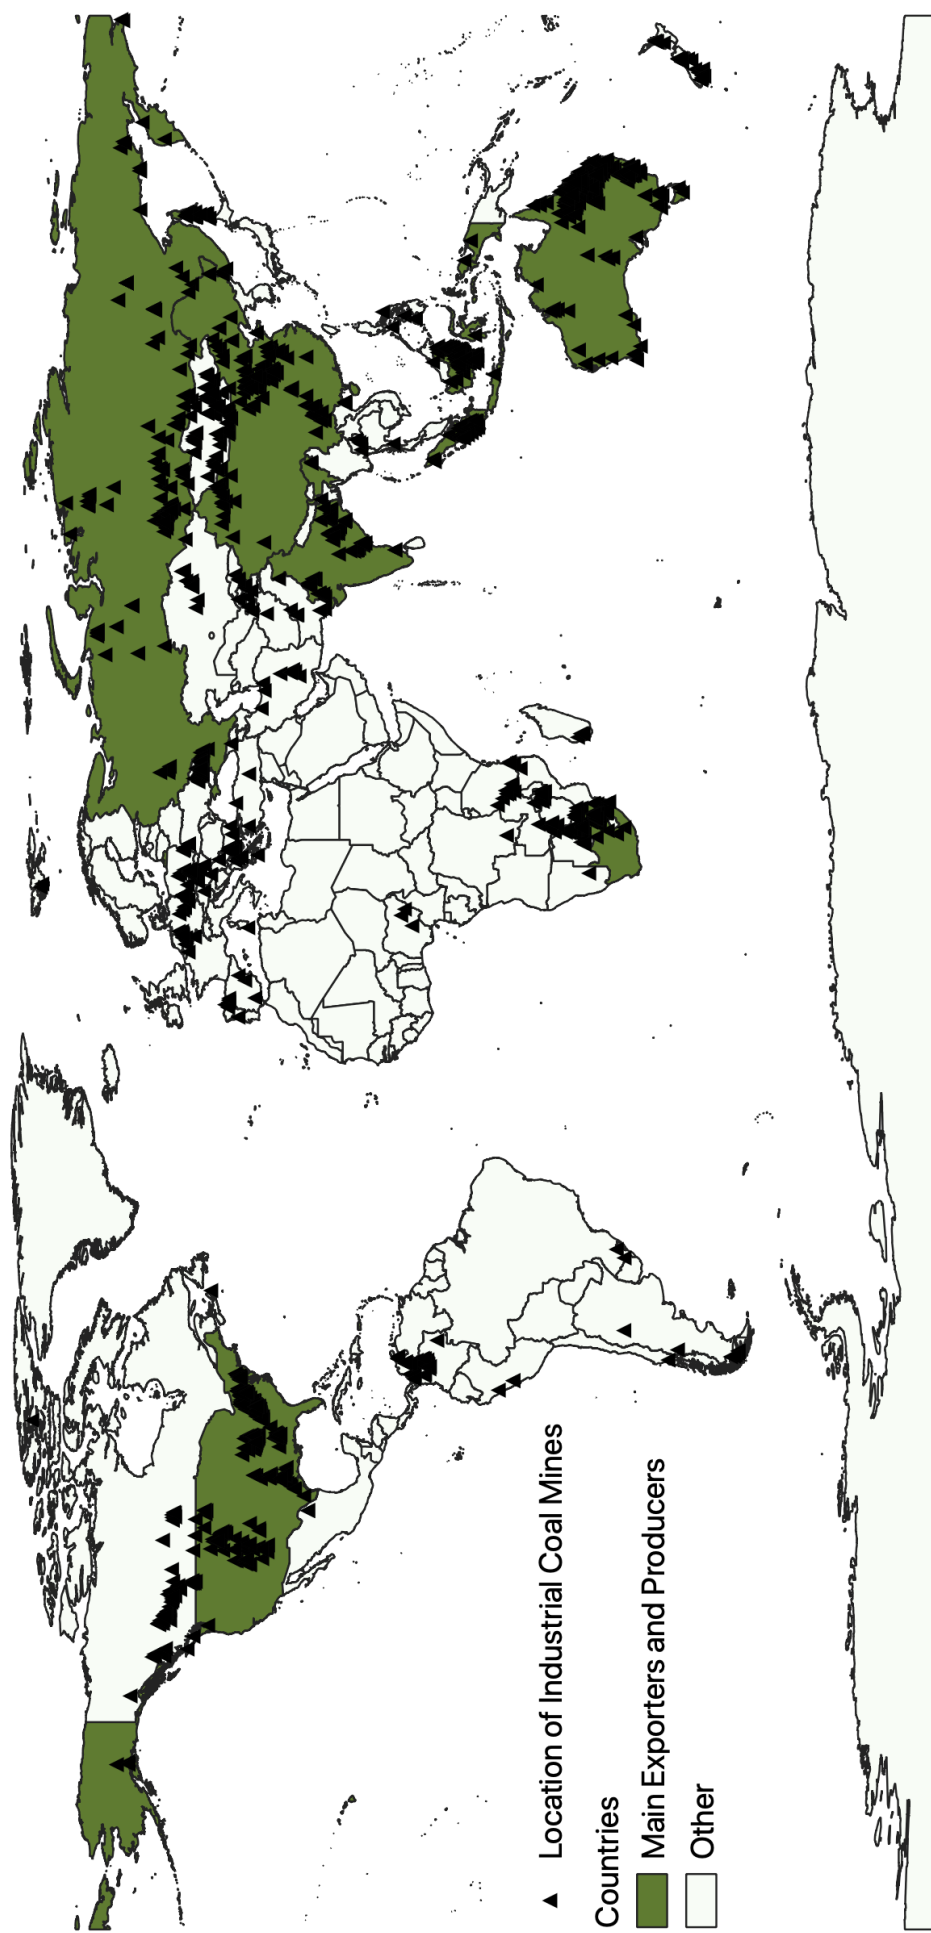 Location of Industrial Coal Mines
Countries
Main Exporters and Producers
Other